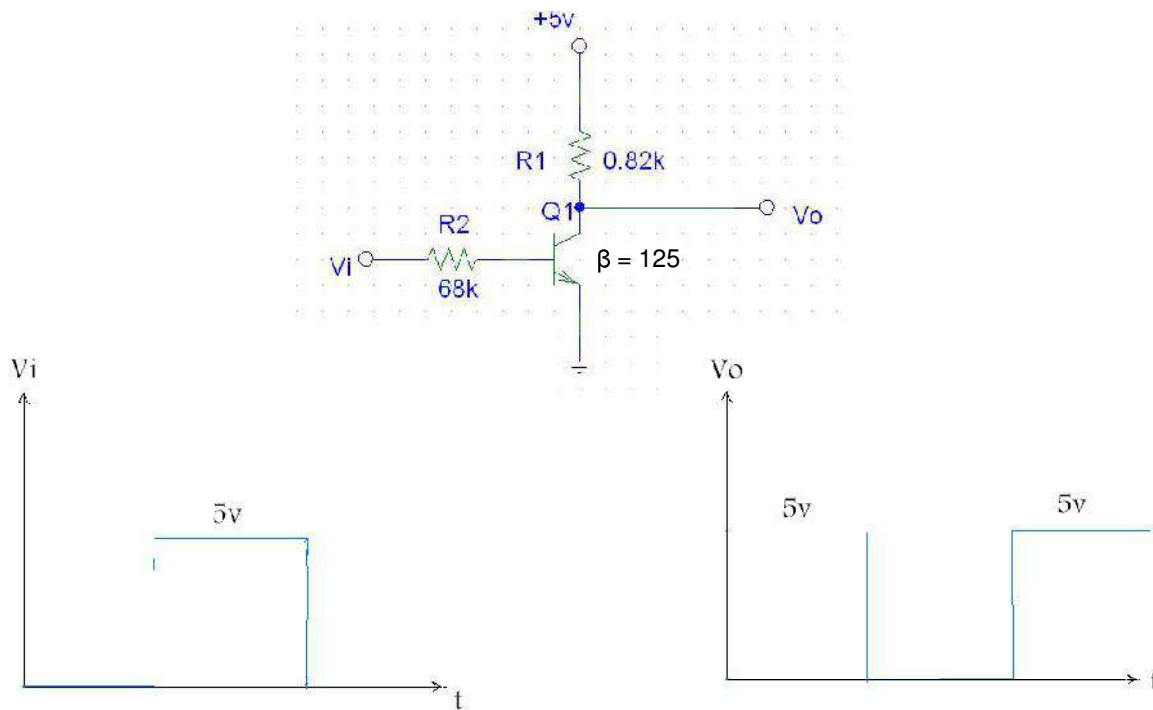 +5v
R1 0.82k
Q1 Vo
R2
β = 125
Vi
68k
Vi Vo
5v 5v 5v
t t